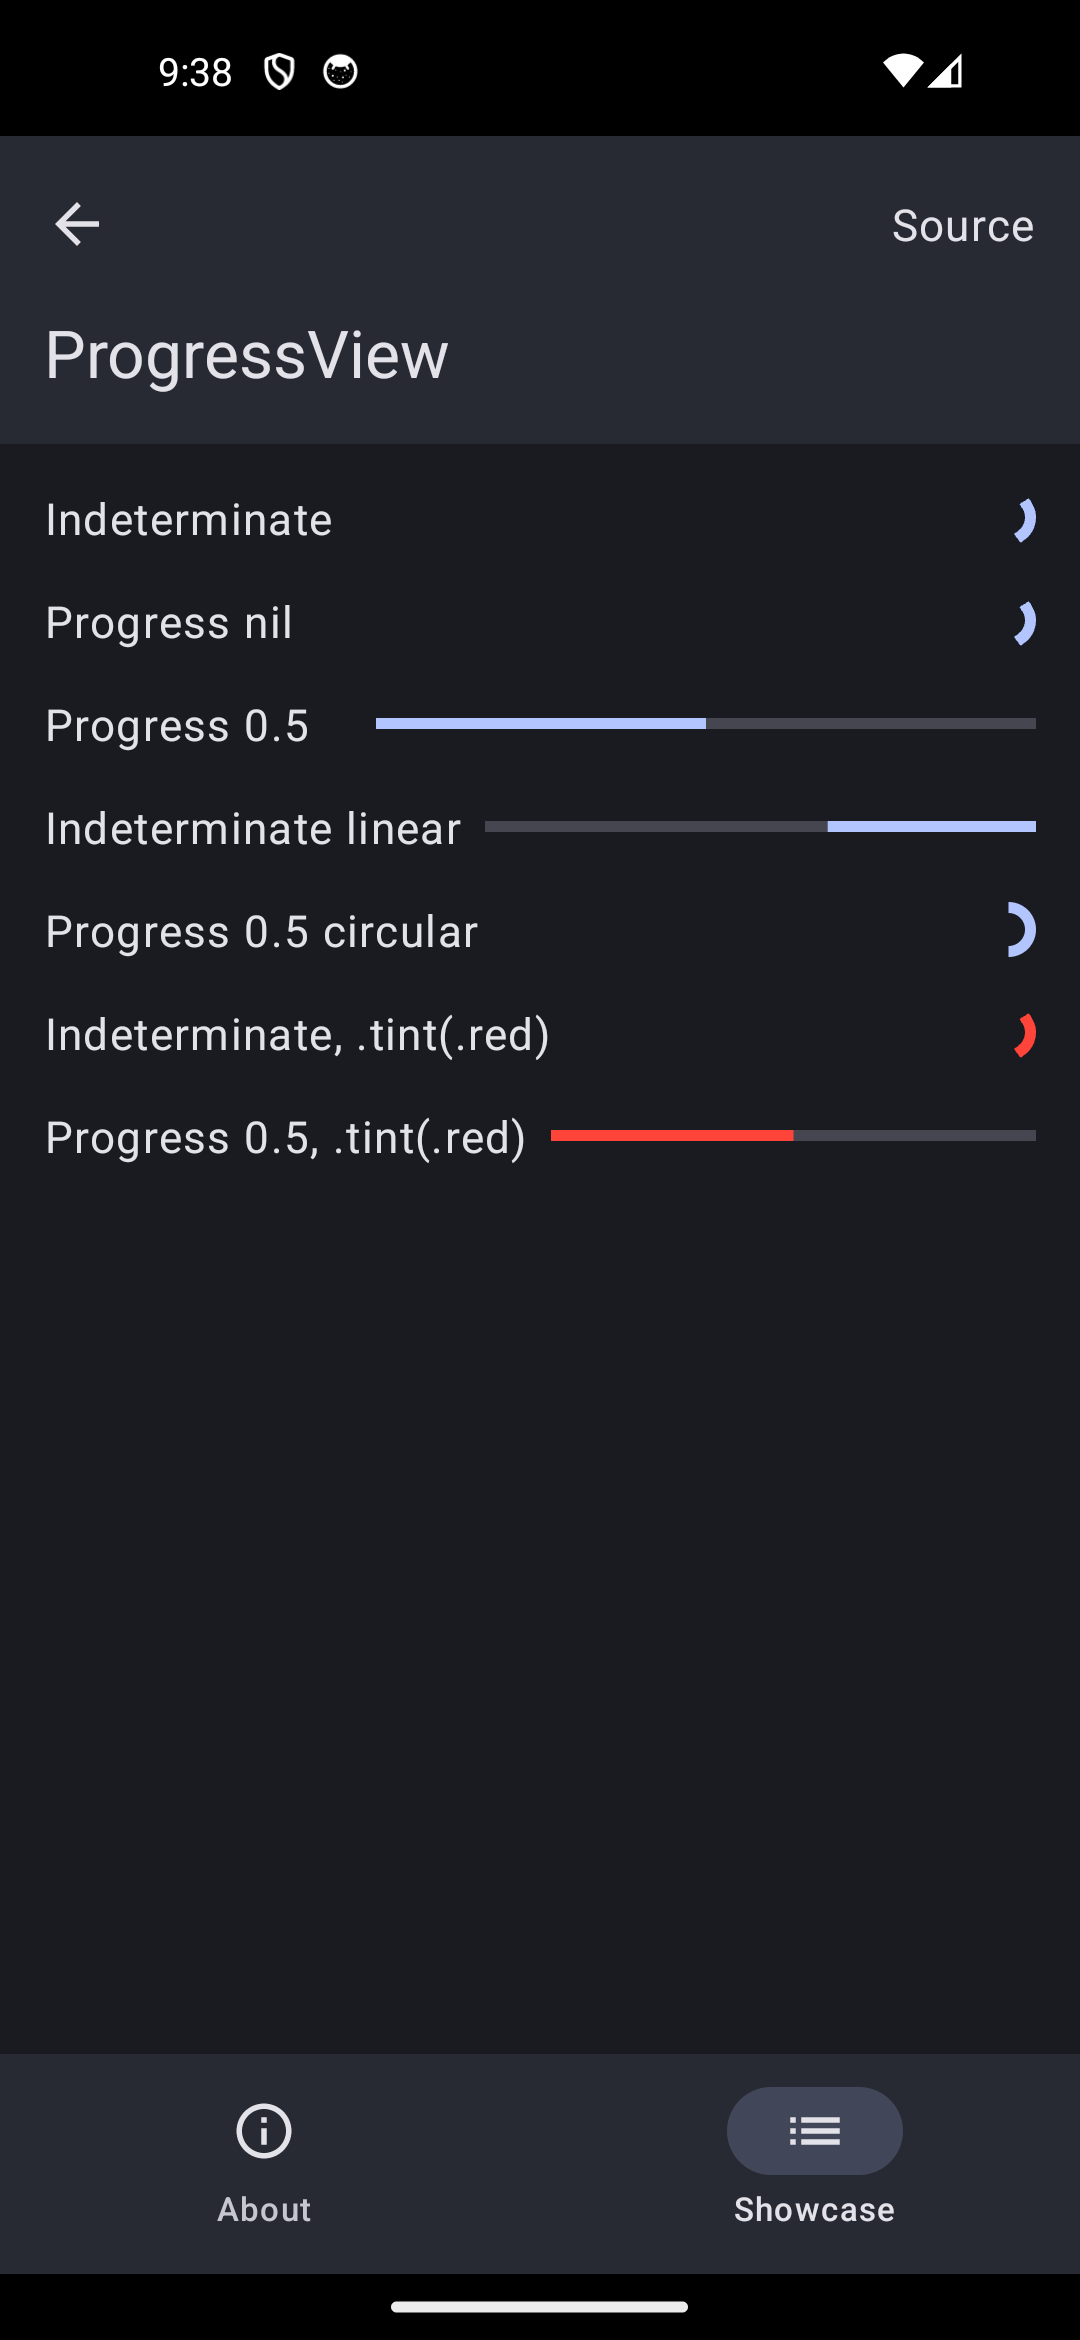 9:38
Source
ProgressView
Indeterminate
Progress nil
Progress 0.5
Indeterminate linear
Progress 0.5 circular
Indeterminate, .tint(.red)
Progress 0.5, .tint(.red)
About
Showcase